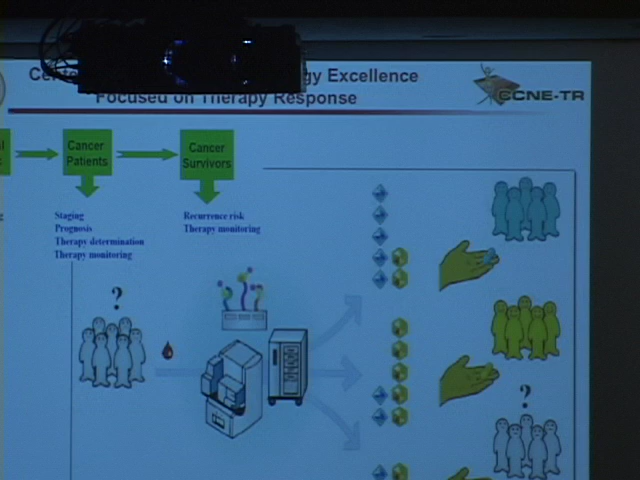 gy Excellence
Focused on Therapy Response
CCNE-TR
Cancer
Patients
Cancer
Survivors
Staging
Prognosis
Therapy determination
Therapy monitoring
Recurrence risk
Therapy monitoring
?
?